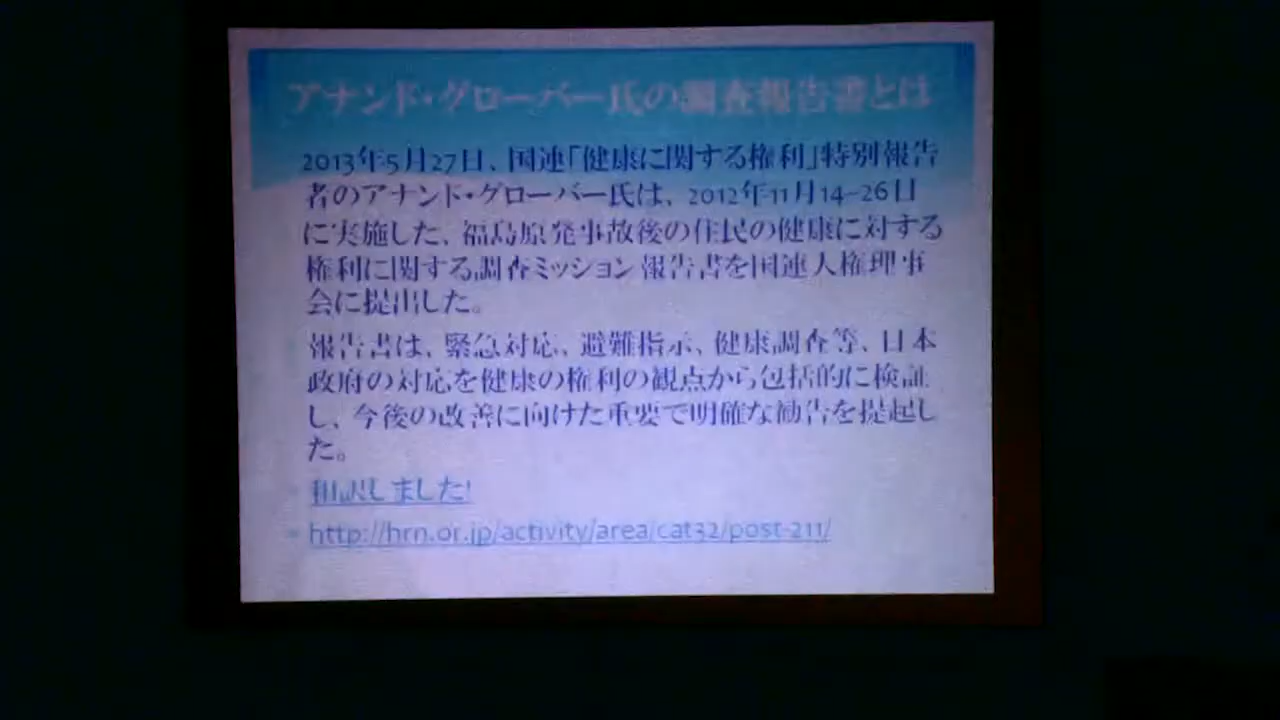 アナンド・グローバー氏の調査報告書とは
2013年5月27日、国連「健康に関する権利」特別報告
者のアナンド・グローバー氏は、2012年11月14-26日
に実施した、福島原発事故後の住民の健康に対する
権利に関する調査ミッション報告書を国連人権理事
会に提出した。
報告書は、緊急対応、避難指示、健康調査等、日本
政府の対応を健康の権利の観点から包括的に検証
し、今後の改善に向けた重要で明確な勧告を提起し
た。
和訳しました!
http://hrn.or.jp/activity/area/cat32/post-211/